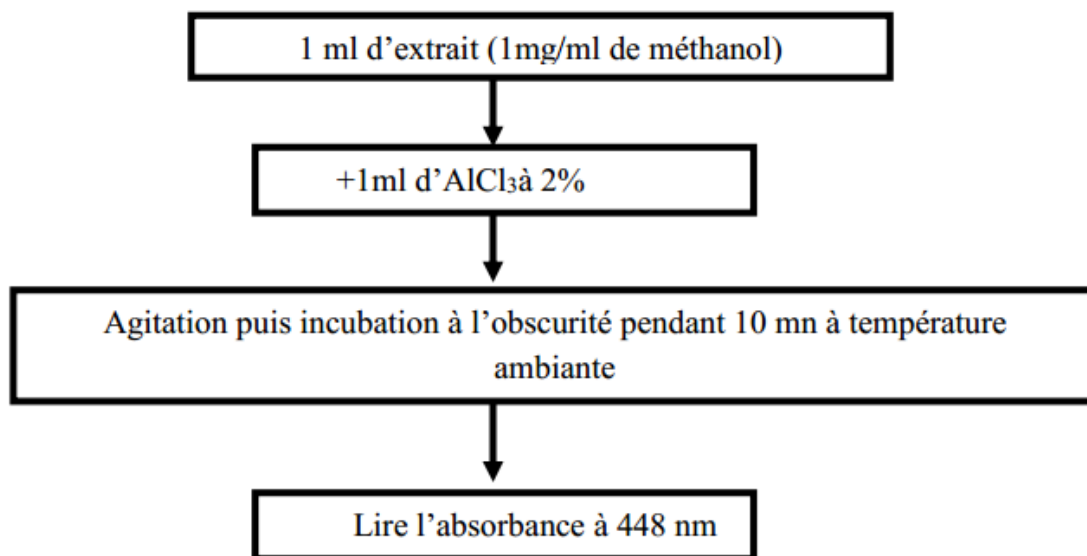 1 ml d’extrait (1mg/ml de méthanol)
+1ml d’AlCl₃à 2%
Agitation puis incubation à l’obscurité pendant 10 mn à température
ambiante
Lire l’absorbance à 448 nm